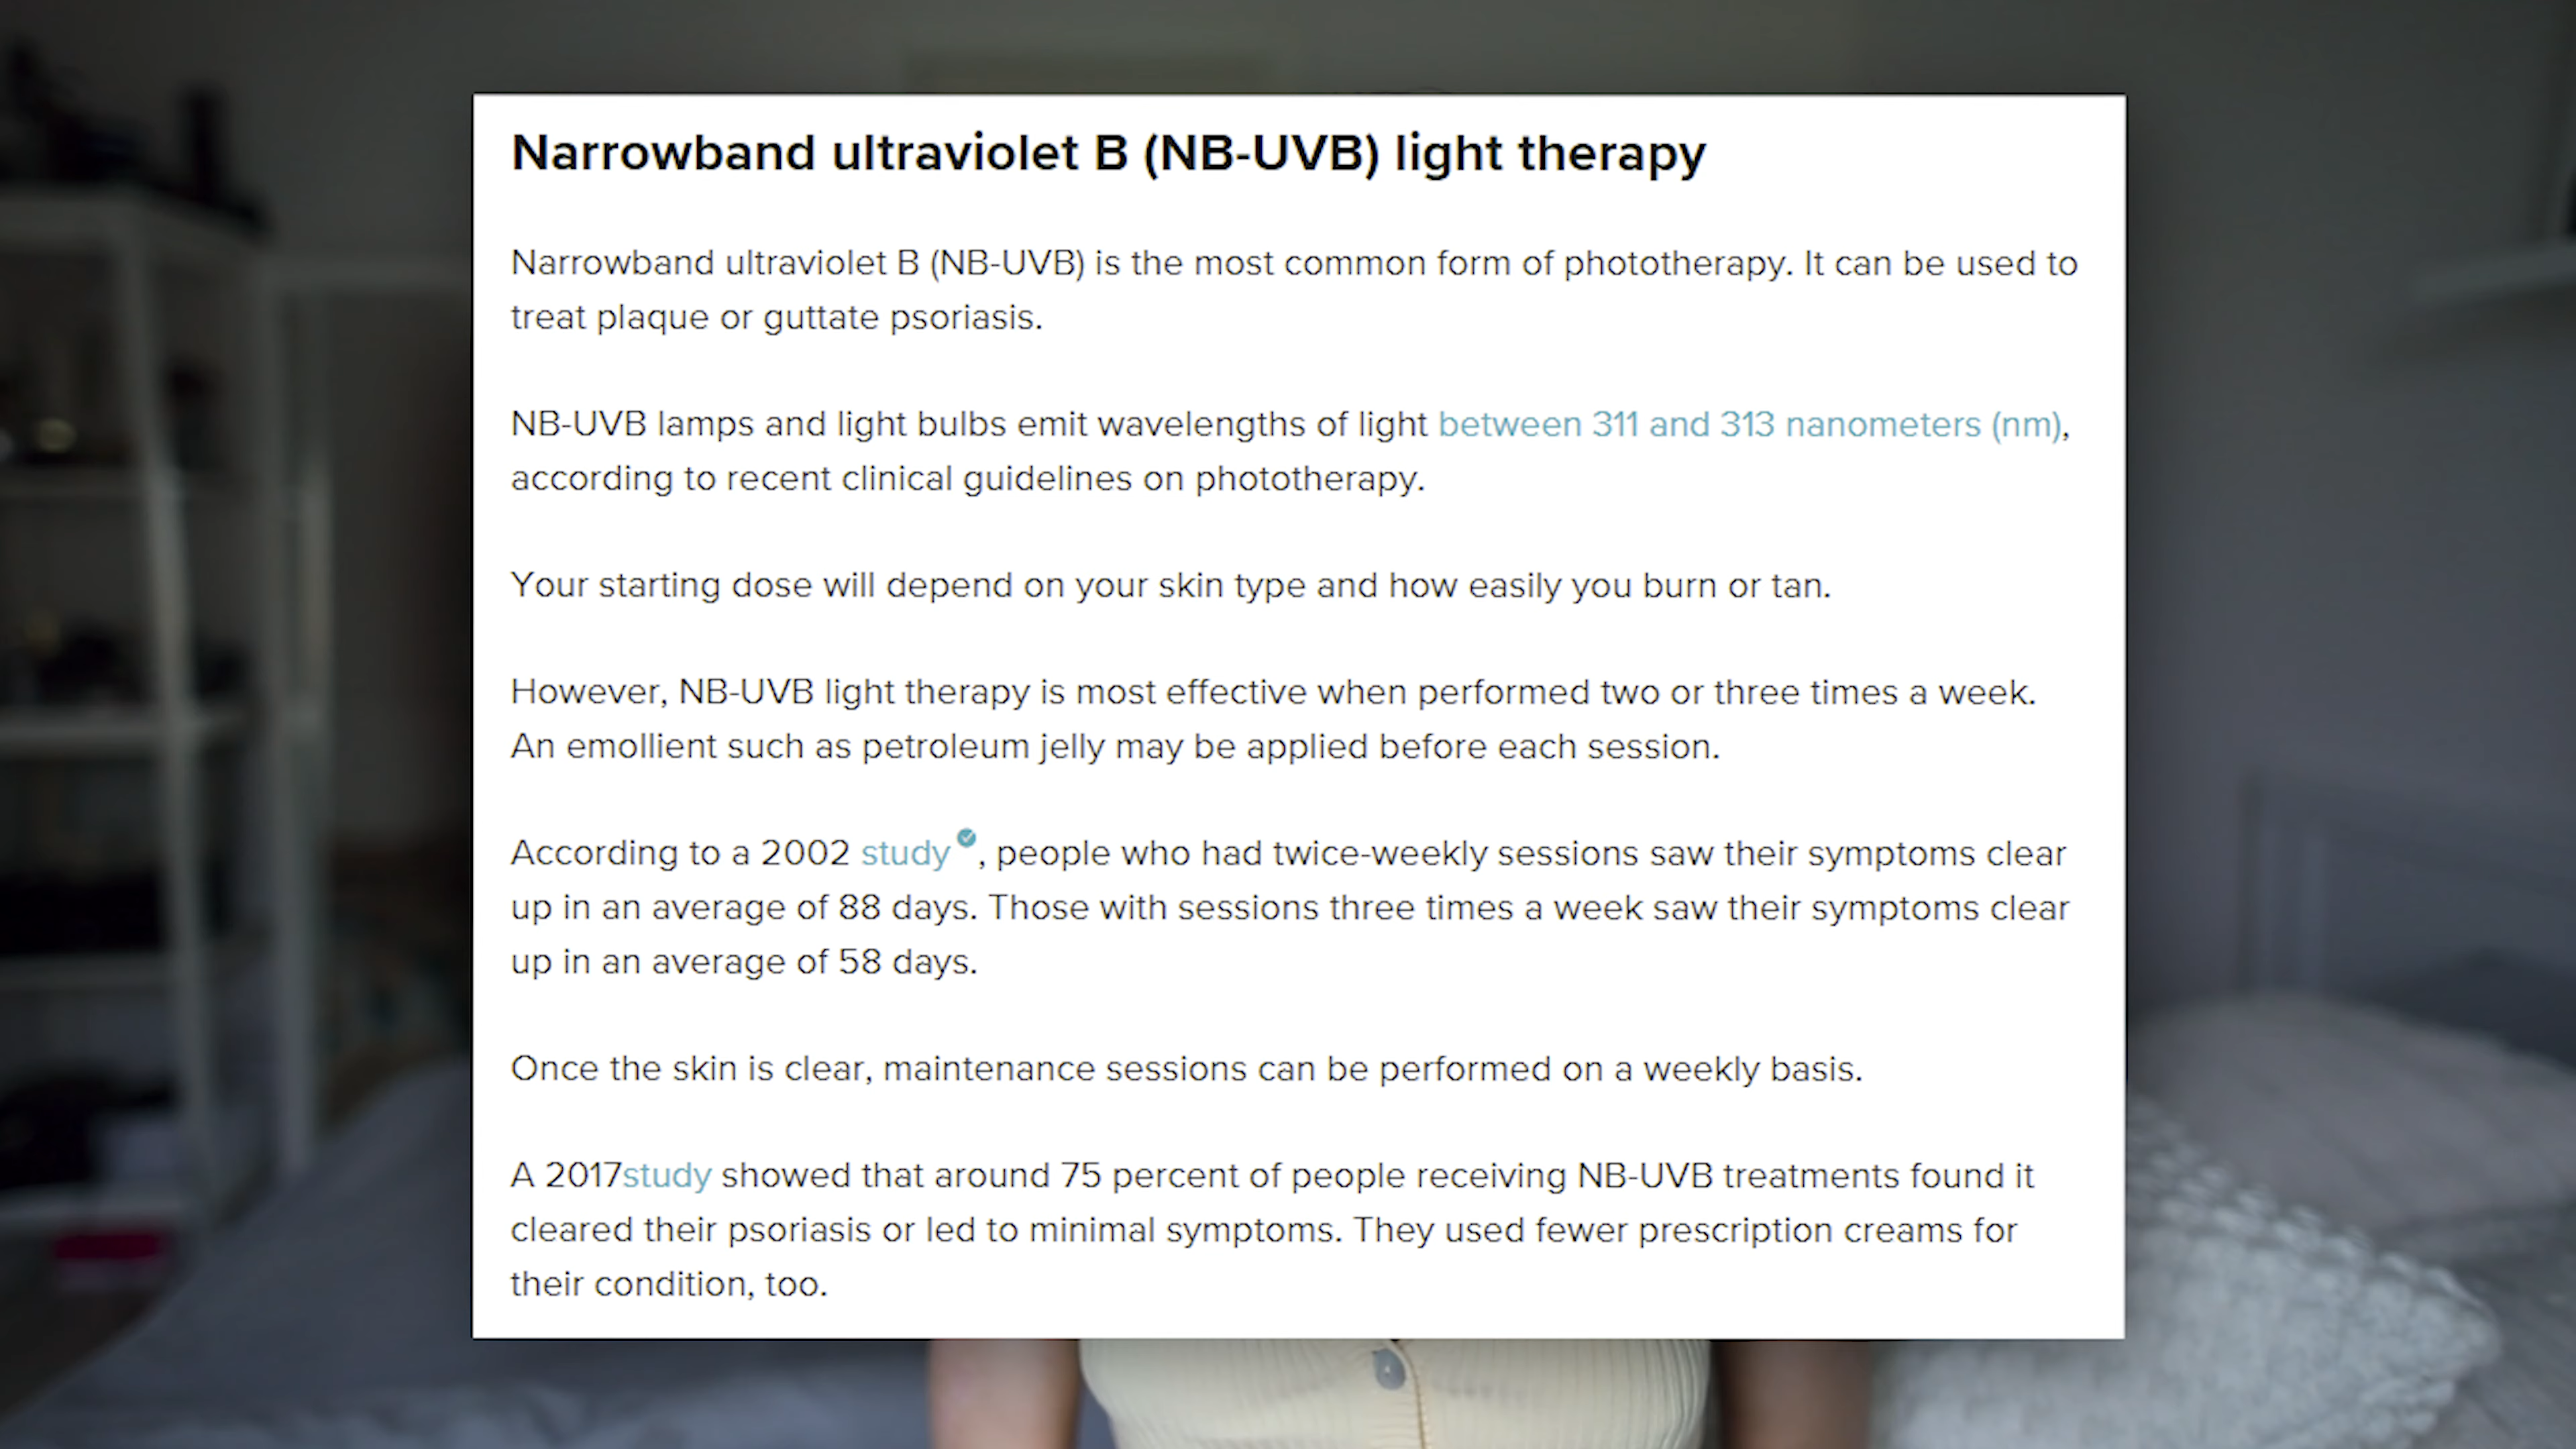 Narrowband ultraviolet B (NB-UVB) light therapy
Narrowband ultraviolet B (NB-UVB) is the most common form of phototherapy. It can be used to
treat plaque or guttate psoriasis.
NB-UVB lamps and light bulbs emit wavelengths of light between 311 and 313 nanometers (nm),
according to recent clinical guidelines on phototherapy.
Your starting dose will depend on your skin type and how easily you burn or tan.
However, NB-UVB light therapy is most effective when performed two or three times a week.
An emollient such as petroleum jelly may be applied before each session.
According to a 2002 study, people who had twice-weekly sessions saw their symptoms clear
up in an average of 88 days. Those with sessions three times a week saw their symptoms clear
up in an average of 58 days.
Once the skin is clear, maintenance sessions can be performed on a weekly basis.
A 2017study showed that around 75 percent of people receiving NB-UVB treatments found it
cleared their psoriasis or led to minimal symptoms. They used fewer prescription creams for
their condition, too.